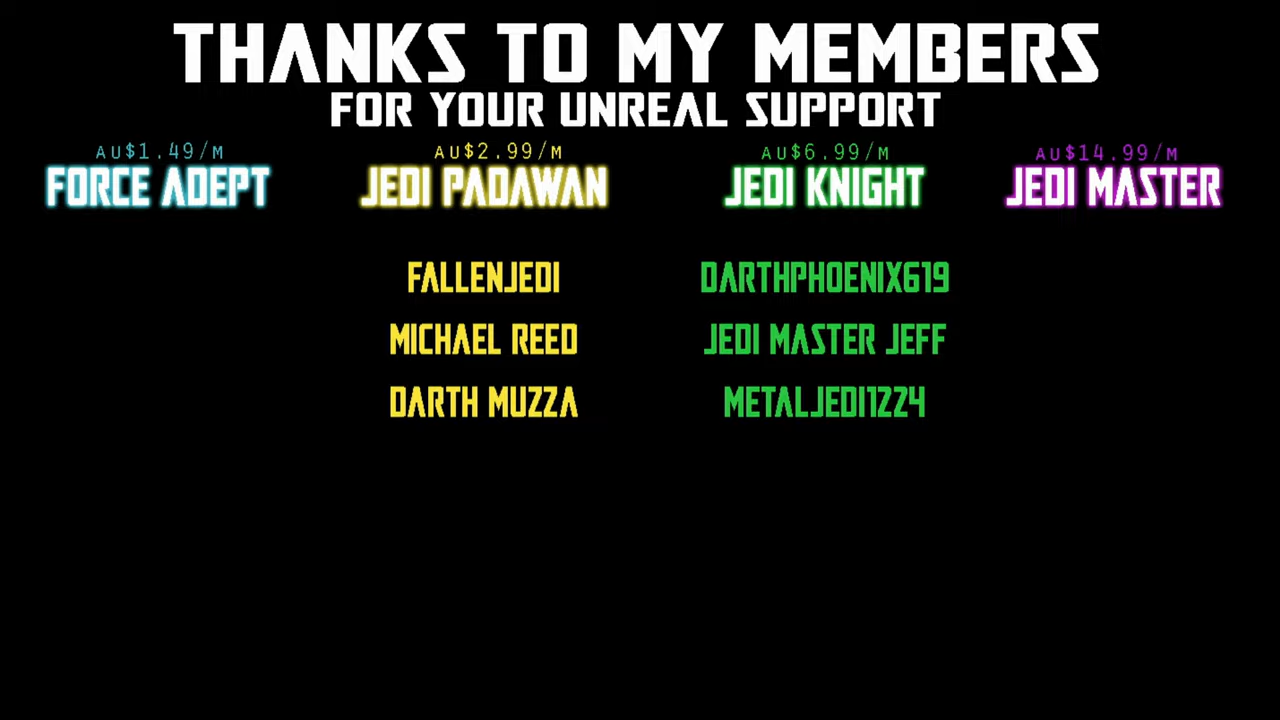 THANKS TO MY MEMBERS
FOR YOUR UNREAL SUPPORT
AU$1.49/M
FORCE ADEPT
AU$2.99/M
JEDI PADAWAN
AU$6.99/M
JEDI KNIGHT
AU$14.99/M
JEDI MASTER
FALLENJEDI
MICHAEL REED
DARTH MUZZA
DARTHPHOENIX619
JEDI MASTER JEFF
METALJEDI1224